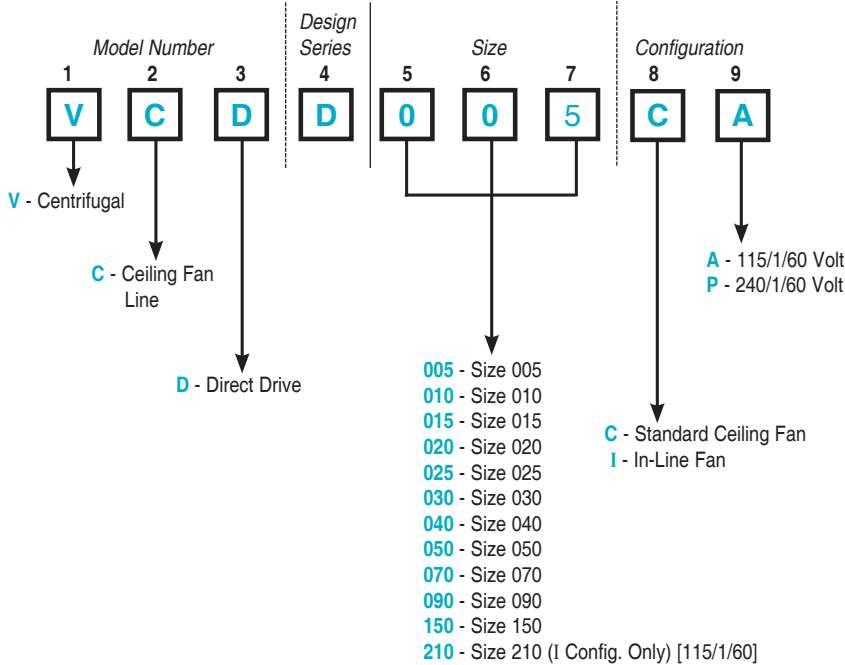 Design
Model Number Series Size Configuration
1 2 3 4 5 6 7 8 9
V C D D 0 0 5 C A
V - Centrifugal
C - Ceiling Fan
Line
A - 115/1/60 Volt
P - 240/1/60 Volt
D - Direct Drive
005 - Size 005
010 - Size 010
015 - Size 015
020 - Size 020
025 - Size 025
030 - Size 030
040 - Size 040
050 - Size 050
070 - Size 070
090 - Size 090
150 - Size 150
210 - Size 210 (I Config. Only) [115/1/60]
C - Standard Ceiling Fan
I - In-Line Fan